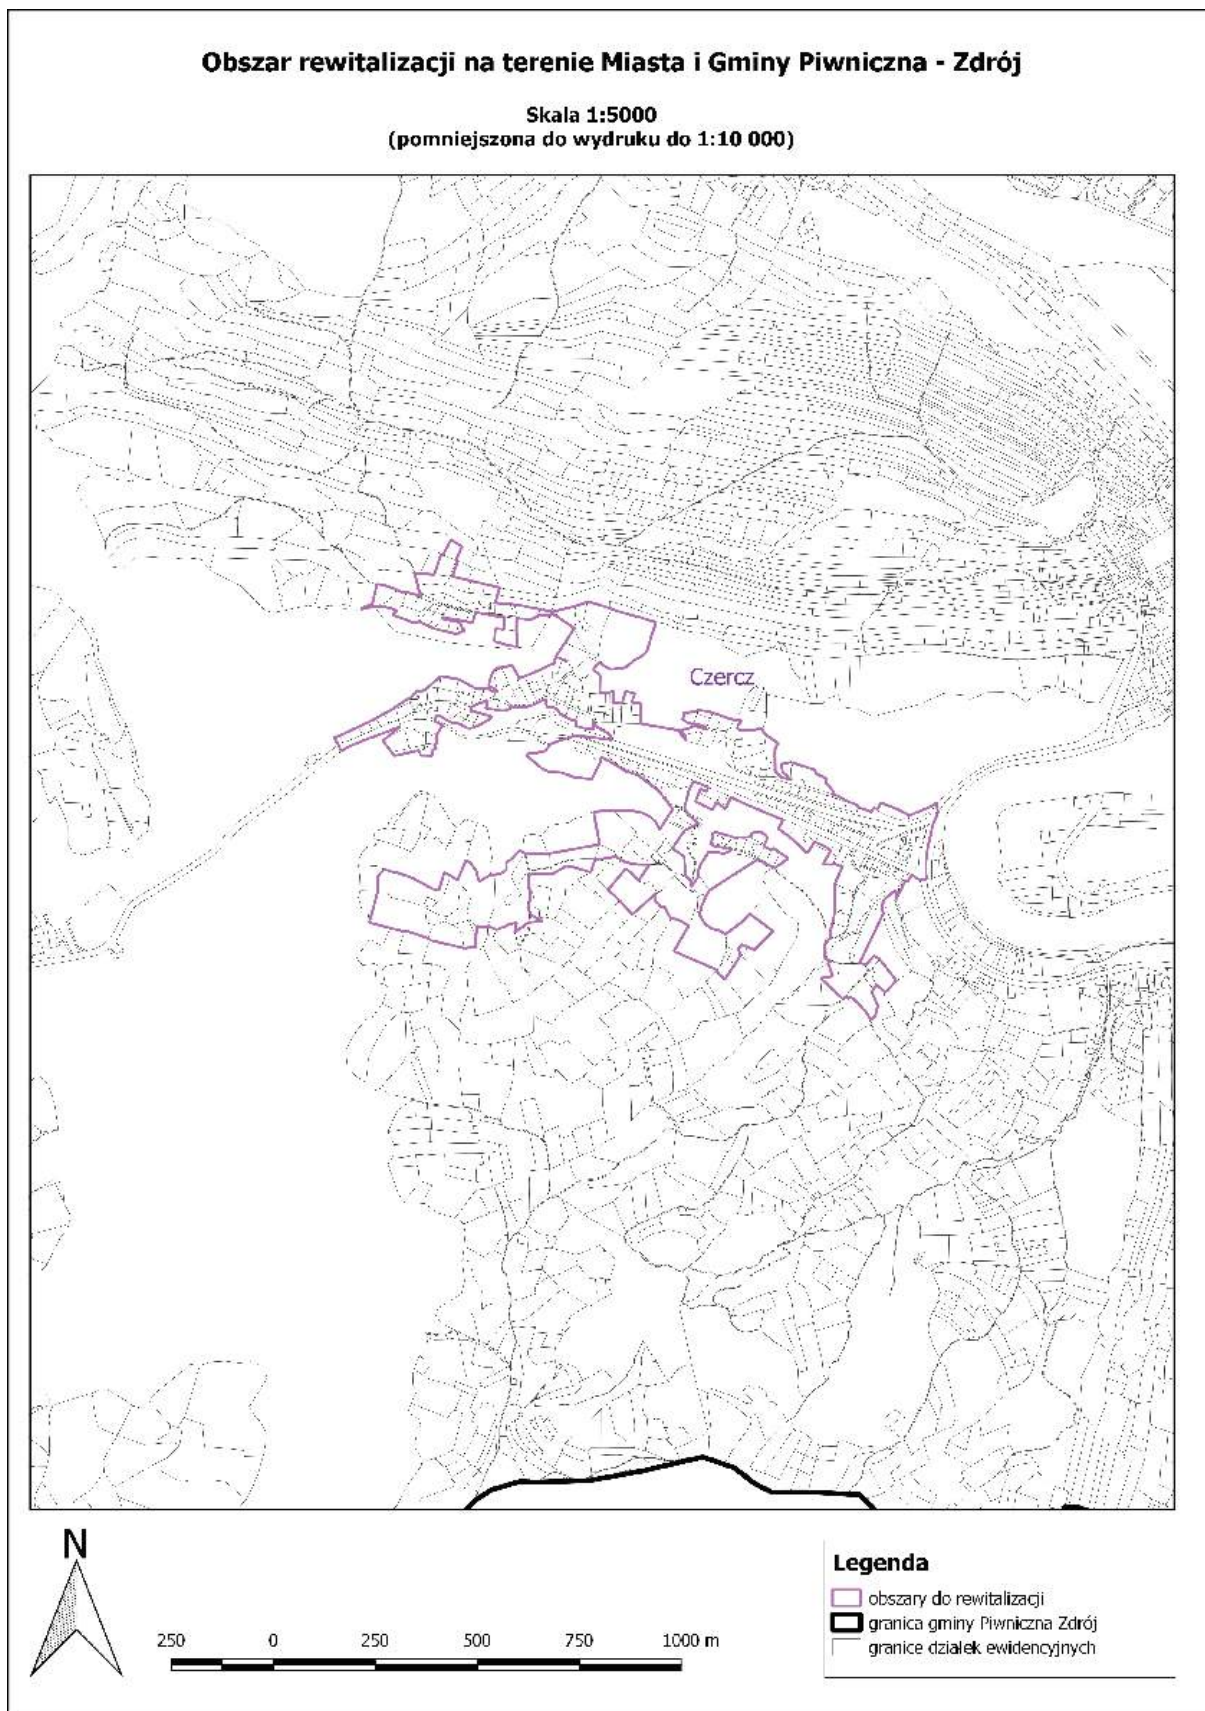 Obszar rewitalizacji na terenie Miasta i Gminy Piwniczna - Zdrój
Skala 1:5000
(pomniejszona do wydruku do 1:10 000)
Czercz
N
250 0 250 500 750 1000 m
Legenda
obszary do rewitalizacji
granica gminy Piwniczna Zdrój
granice działek ewidencyjnych